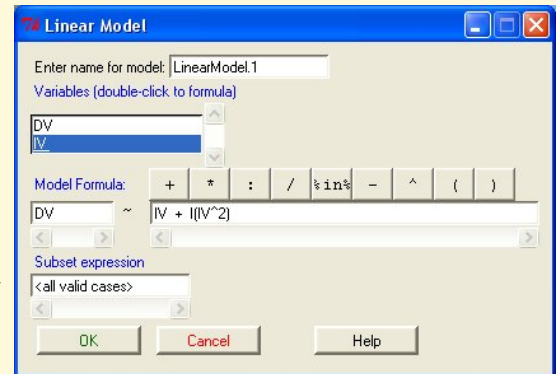 Linear Model
Enter name for model: LinearModel.1
Variables (double-click to formula)
DV
IV
Model Formula: + * : / %in% - ^ ( )
DV ~ IV + I(IV^2)
Subset expression
<all valid cases>
OK Cancel Help